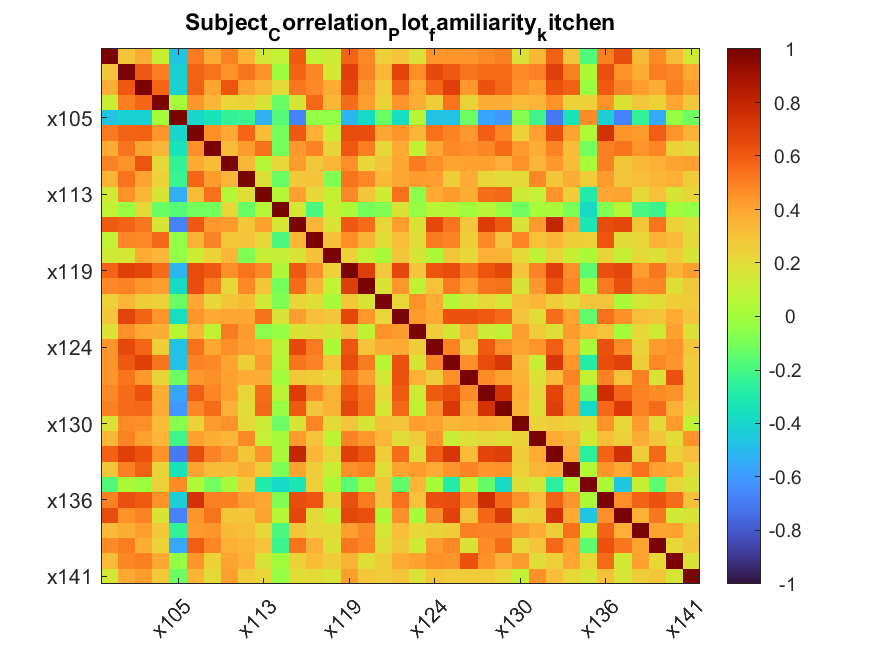 Subject_Correlation_Plot_familiarity_kitchen
x105
x113
x119
x124
x130
x136
x141
x105
x113
x119
x124
x130
x136
x141
1
0.8
0.6
0.4
0.2
0
-0.2
-0.4
-0.6
-0.8
-1